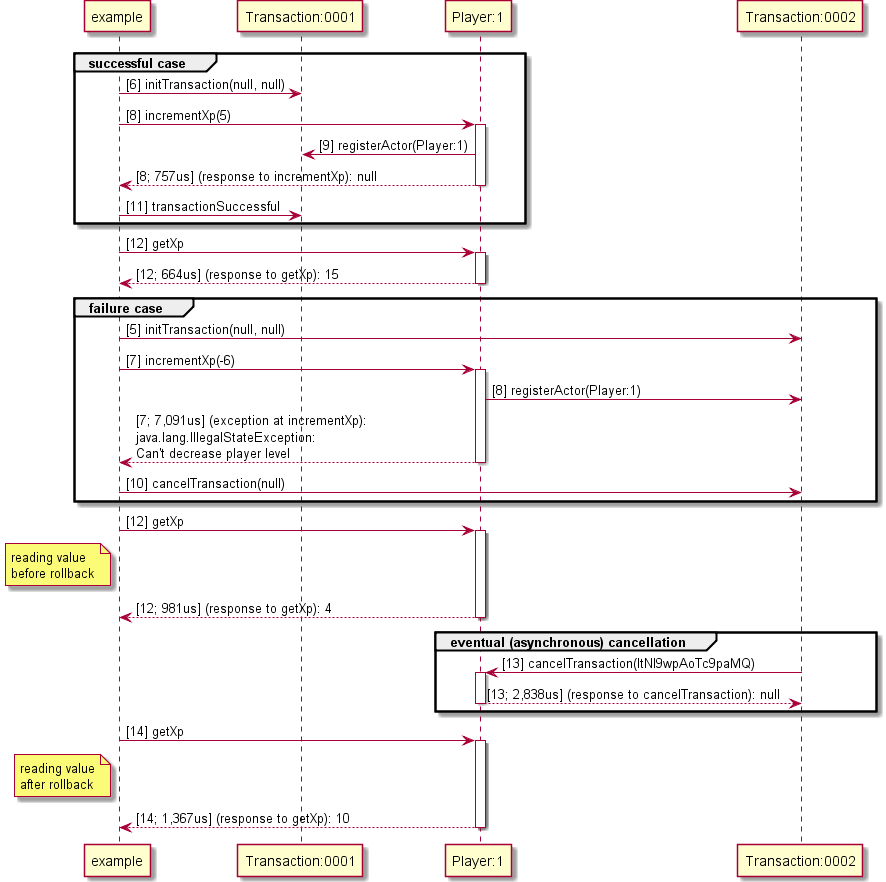 example
Transaction:0001
Player:1
Transaction:0002
successful case
[6] initTransaction(null, null)
[8] incrementXp(5)
[9] registerActor(Player:1)
[8; 757us] (response to incrementXp): null
[11] transactionSuccessful
[12] getXp
[12; 664us] (response to getXp): 15
failure case
[5] initTransaction(null, null)
[7] incrementXp(-6)
[8] registerActor(Player:1)
[7; 7,091us] (exception at incrementXp):
java.lang.IllegalStateException:
Can't decrease player level
[10] cancelTransaction(null)
[12] getXp
reading value
before rollback
[12; 981us] (response to getXp): 4
eventual (asynchronous) cancellation
[13] cancelTransaction(ltNl9wpAoTc9paMQ)
[13; 2,838us] (response to cancelTransaction): null
[14] getXp
reading value
after rollback
[14; 1,367us] (response to getXp): 10
example
Transaction:0001
Player:1
Transaction:0002